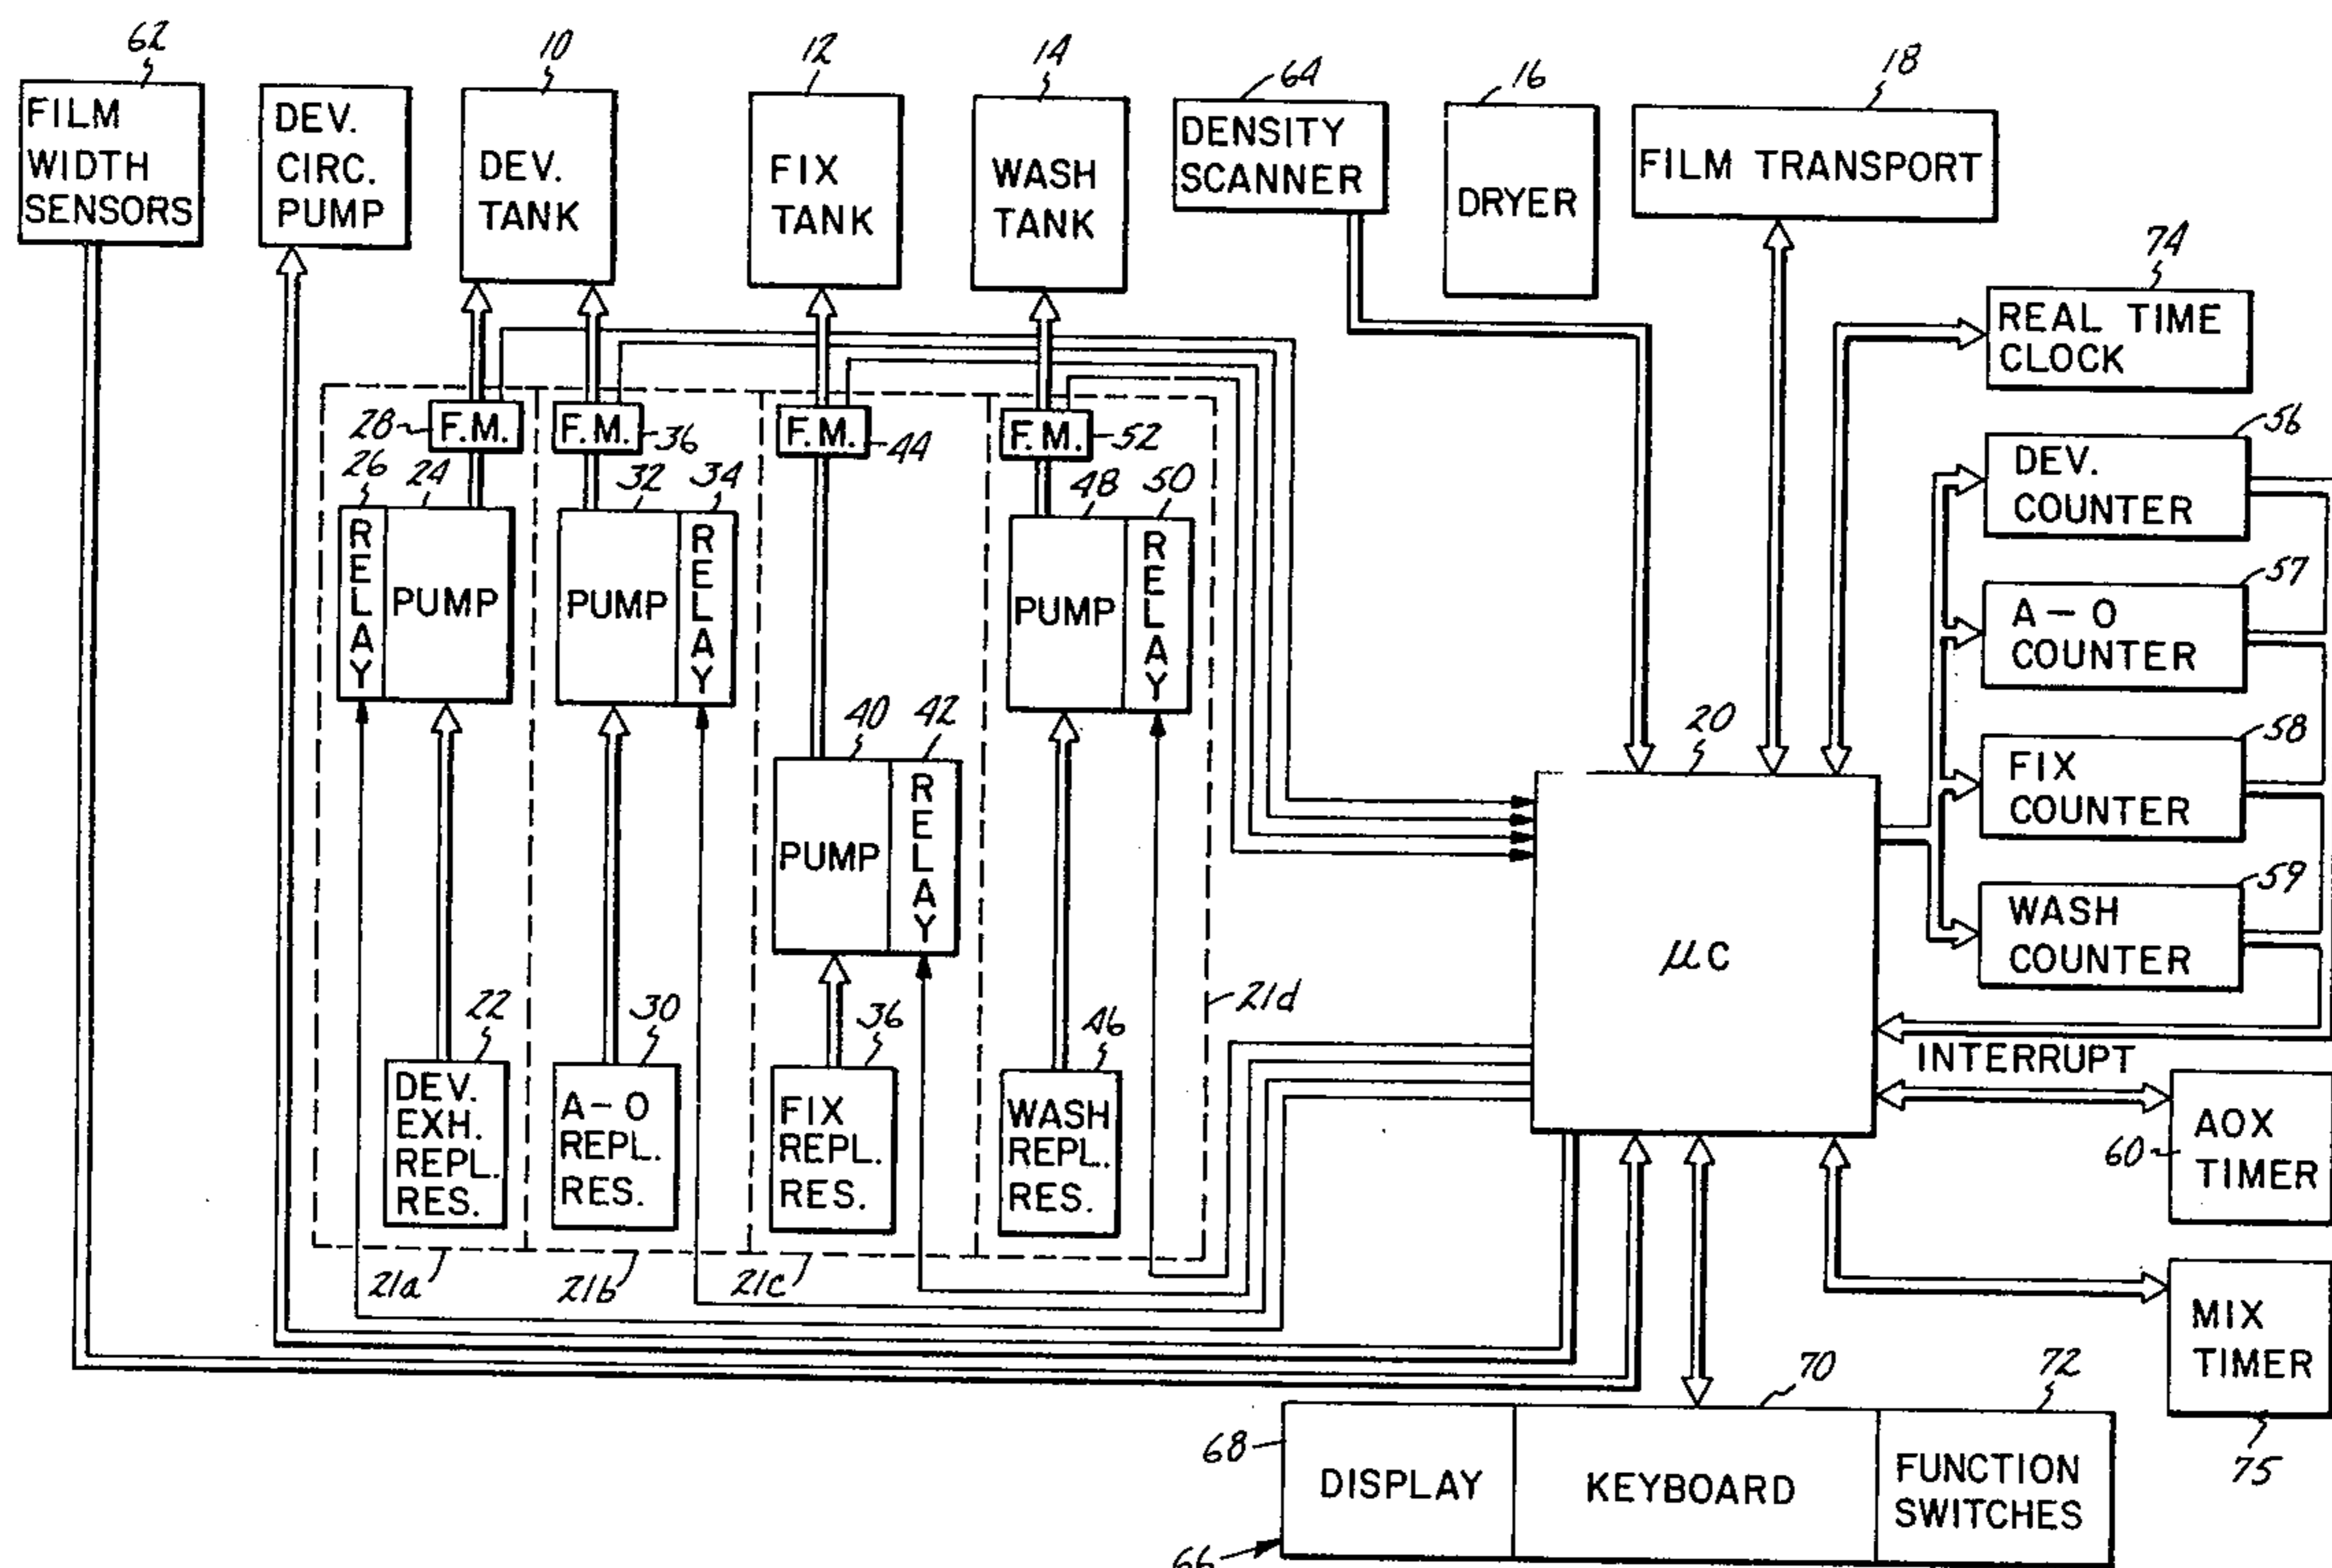 62
10
12
14
64
16
18
FILM
WIDTH
SENSORS
DEV.
CIRC.
PUMP
DEV.
TANK
FIX
TANK
WASH
TANK
DENSITY
SCANNER
DRYER
FILM TRANSPORT
74
REAL TIME
CLOCK
28
F.M.
F.M.
36
F.M.
44
F.M.
52
26
24
32
34
48
50
RELAY
PUMP
PUMP
RELAY
PUMP
RELAY
56
DEV.
COUNTER
57
A-O
COUNTER
40
42
PUMP
RELAY
20
μC
58
FIX
COUNTER
59
WASH
COUNTER
22
30
36
46
21d
DEV.
EXH.
REPL.
RES.
A-O
REPL.
RES.
FIX
REPL.
RES.
WASH
REPL.
RES.
INTERRUPT
AOX
TIMER
60
21a
21b
21c
MIX
TIMER
75
70
72
68
DISPLAY
KEYBOARD
FUNCTION
SWITCHES
66